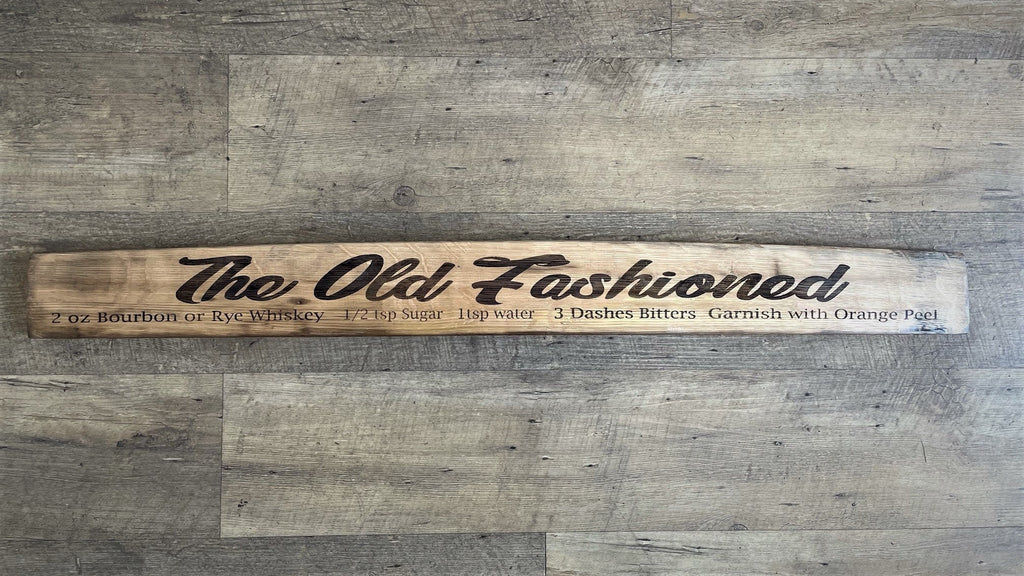 The Old Fashioned
2 oz Bourbon or Rye Whiskey 1/2 tsp Sugar 1tsp water 3 Dashes Bitters Garnish with Orange Peel